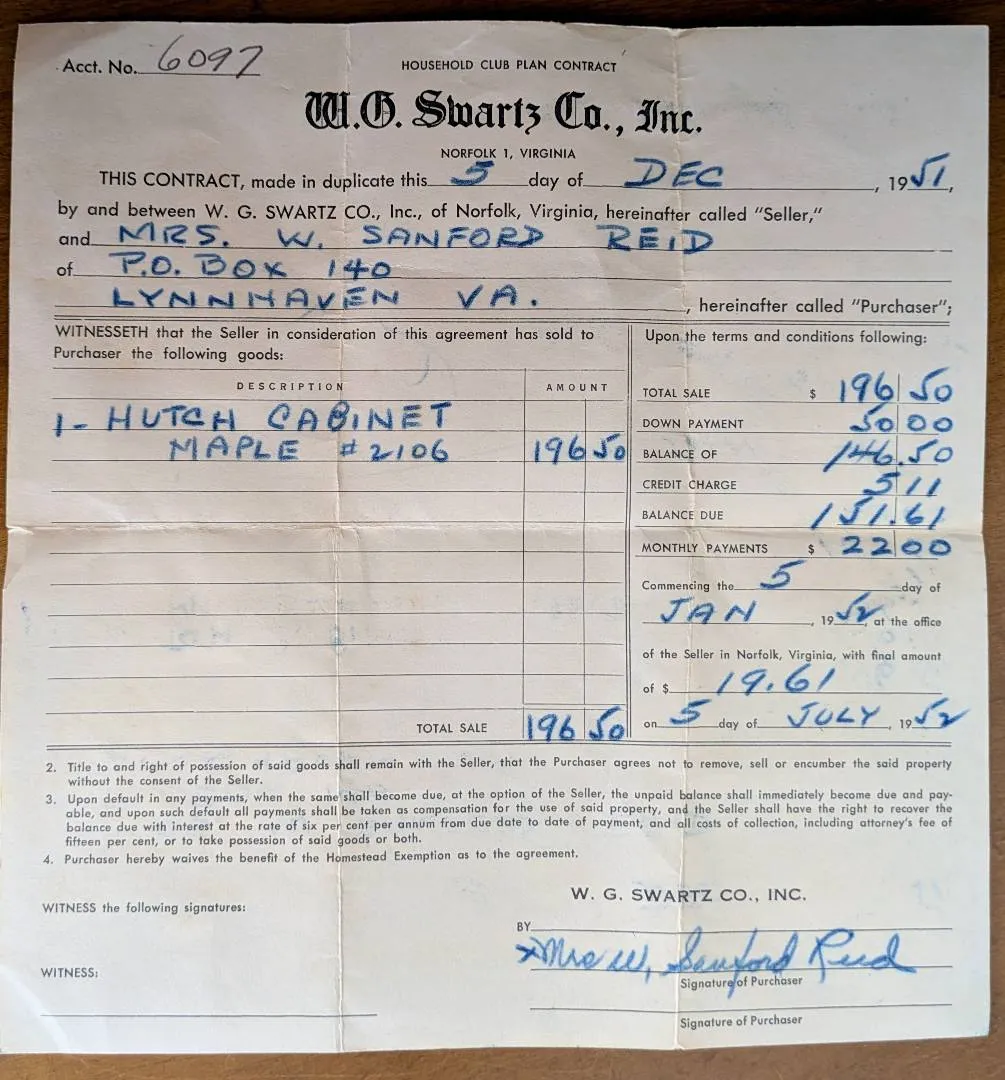 Acct. No. 6097
HOUSEHOLD CLUB PLAN CONTRACT
W.G. Swartz Co., Inc.
NORFOLK 1, VIRGINIA
THIS CONTRACT, made in duplicate this 5 day of DEC, 1951,
by and between W. G. SWARTZ CO., Inc., of Norfolk, Virginia, hereinafter called "Seller,"
and MRS. W. SANFORD REID
of P.O. BOX 140
LYNNHAVEN VA., hereinafter called "Purchaser";
WITNESSETH that the Seller in consideration of this agreement has sold to
Purchaser the following goods:
DESCRIPTION AMOUNT
1- HUTCH CABINET
MAPLE #2106 196 50
TOTAL SALE 196 50
Upon the terms and conditions following:
TOTAL SALE $ 196 50
DOWN PAYMENT 50 00
BALANCE OF 146.50
CREDIT CHARGE 5 11
BALANCE DUE 151.61
MONTHLY PAYMENTS $ 22 00
Commencing the 5 day of
JAN, 1952, at the office
of the Seller in Norfolk, Virginia, with final amount
of $ 19.61
on 5 day of JULY, 1952
2. Title to and right of possession of said goods shall remain with the Seller, that the Purchaser agrees not to remove, sell or encumber the said property
without the consent of the Seller.
3. Upon default in any payments, when the same shall become due, at the option of the Seller, the unpaid balance shall immediately become due and pay-
able, and upon such default all payments shall be taken as compensation for the use of said property, and the Seller shall have the right to recover the
balance due with interest at the rate of six per cent per annum from due date to date of payment, and all costs of collection, including attorney's fee of
fifteen per cent, or to take possession of said goods or both.
4. Purchaser hereby waives the benefit of the Homestead Exemption as to the agreement.
W. G. SWARTZ CO., INC.
WITNESS the following signatures:
BY
x Mrs W. Sanford Reid
WITNESS:
Signature of Purchaser
Signature of Purchaser